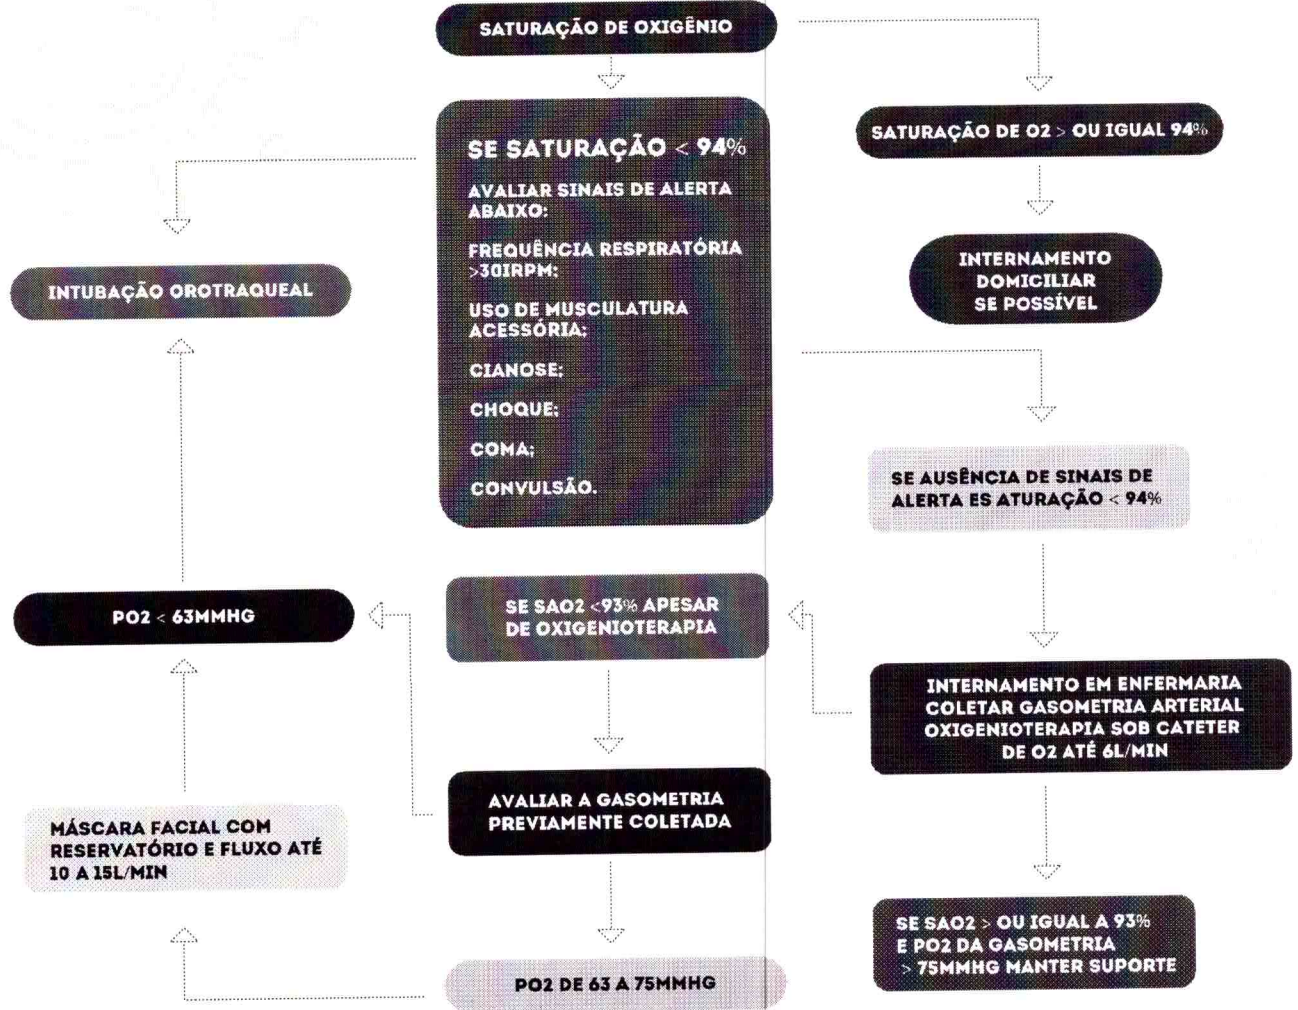 SATURAÇÃO DE OXIGÊNIO
SATURAÇÃO DE O2 > OU IGUAL 94%
INTERNAMENTO
DOMICILIAR
SE POSSÍVEL
SE SATURAÇÃO < 94%
AVALIAR SINAIS DE ALERTA
ABAIXO:
FREQUÊNCIA RESPIRATÓRIA
>30IRPM;
USO DE MUSCULATURA
ACESSÓRIA;
CIANOSE;
CHOQUE;
COMA;
CONVULSÃO.
INTUBAÇÃO OROTRAQUEAL
SE AUSÊNCIA DE SINAIS DE
ALERTA ES ATURAÇÃO < 94%
INTERNAMENTO EM ENFERMARIA
COLETAR GASOMETRIA ARTERIAL
OXIGENIOTERAPIA SOB CATETER
DE O2 ATÉ 6L/MIN
SE SAO2 <93% APESAR
DE OXIGENIOTERAPIA
PO2 < 63MMHG
AVALIAR A GASOMETRIA
PREVIAMENTE COLETADA
MÁSCARA FACIAL COM
RESERVATÓRIO E FLUXO ATÉ
10 A 15L/MIN
SE SAO2 > OU IGUAL A 93%
E PO2 DA GASOMETRIA
> 75MMHG MANTER SUPORTE
PO2 DE 63 A 75MMHG